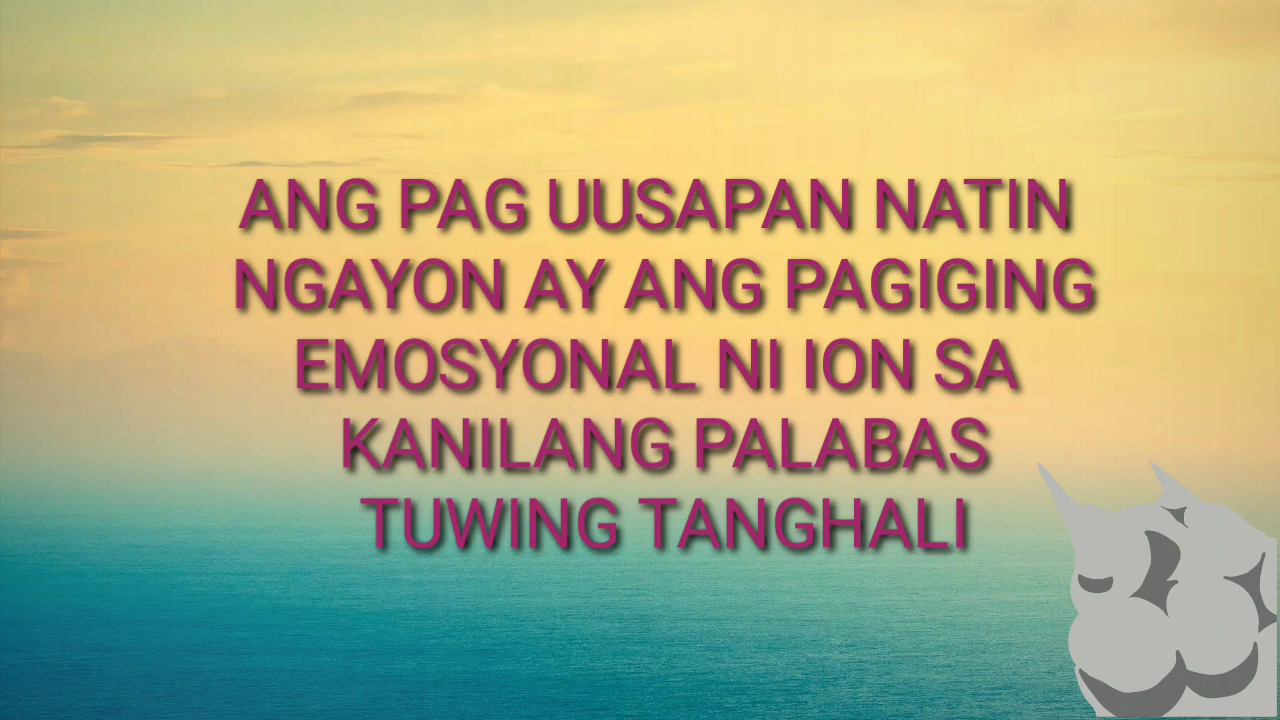 ANG PAG UUSAPAN NATIN
NGAYON AY ANG PAGIGING
EMOSYONAL NI ION SA
KANILANG PALABAS
TUWING TANGHALI